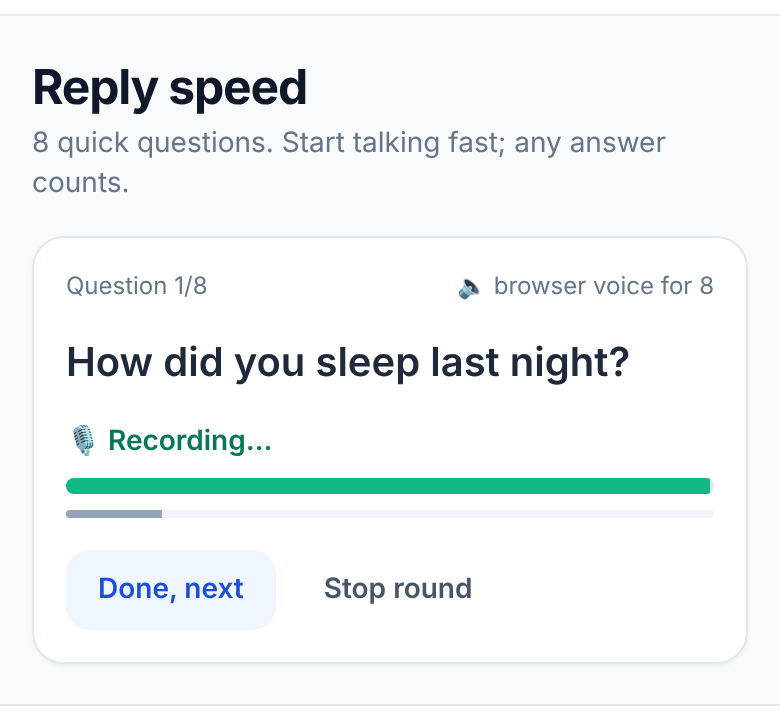 Reply speed
8 quick questions. Start talking fast; any answer
counts.
Question 1/8
🔈 browser voice for 8
How did you sleep last night?
🎙️ Recording...
Done, next
Stop round